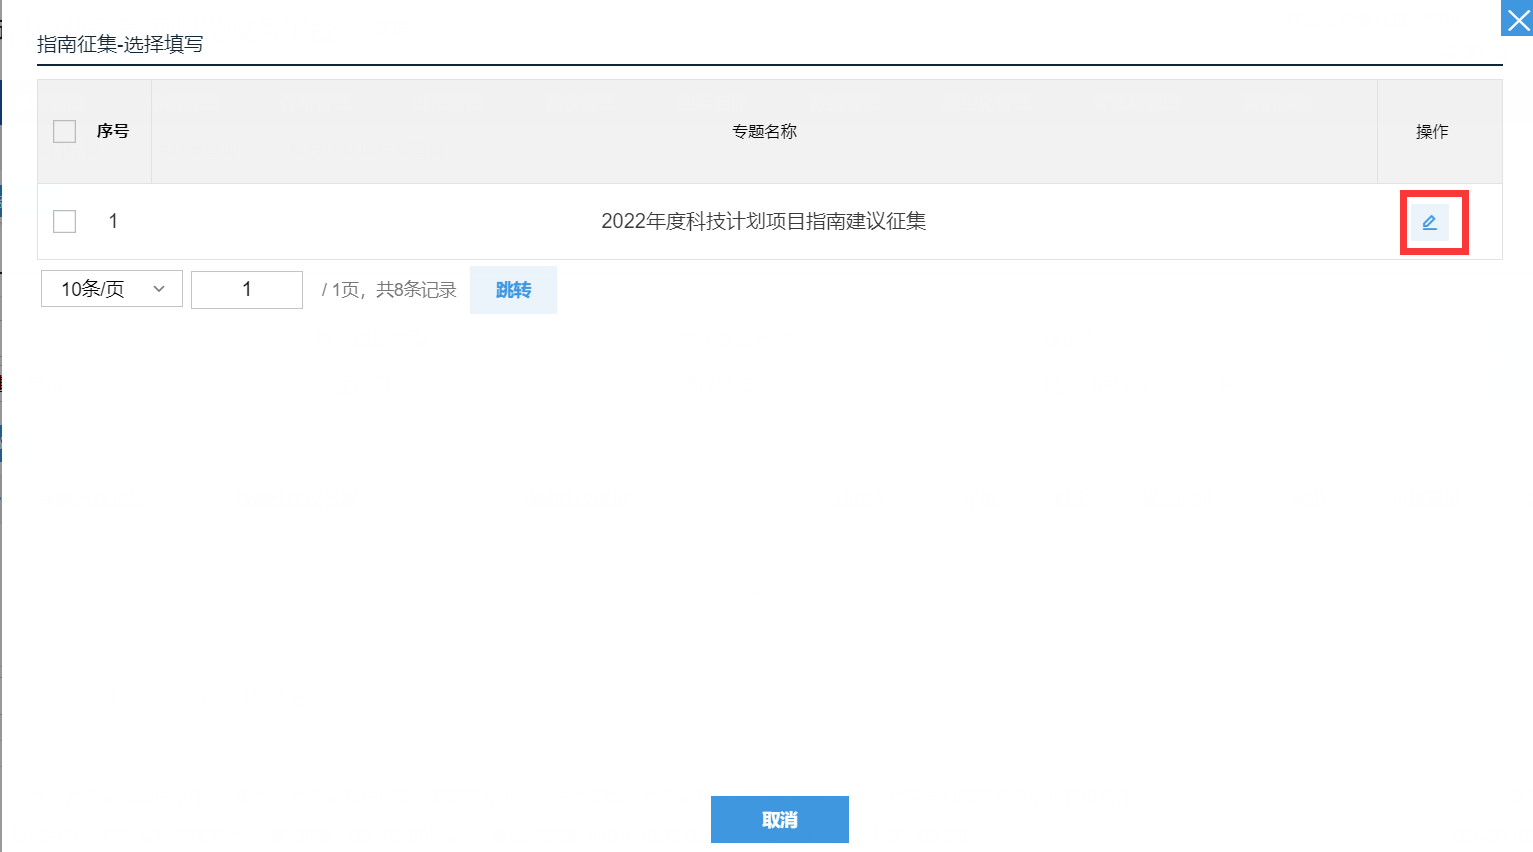 指南征集-选择填写
序号 专题名称 操作
1 2022年度科技计划项目指南建议征集
10条/页 1 / 1页，共8条记录 跳转
取消